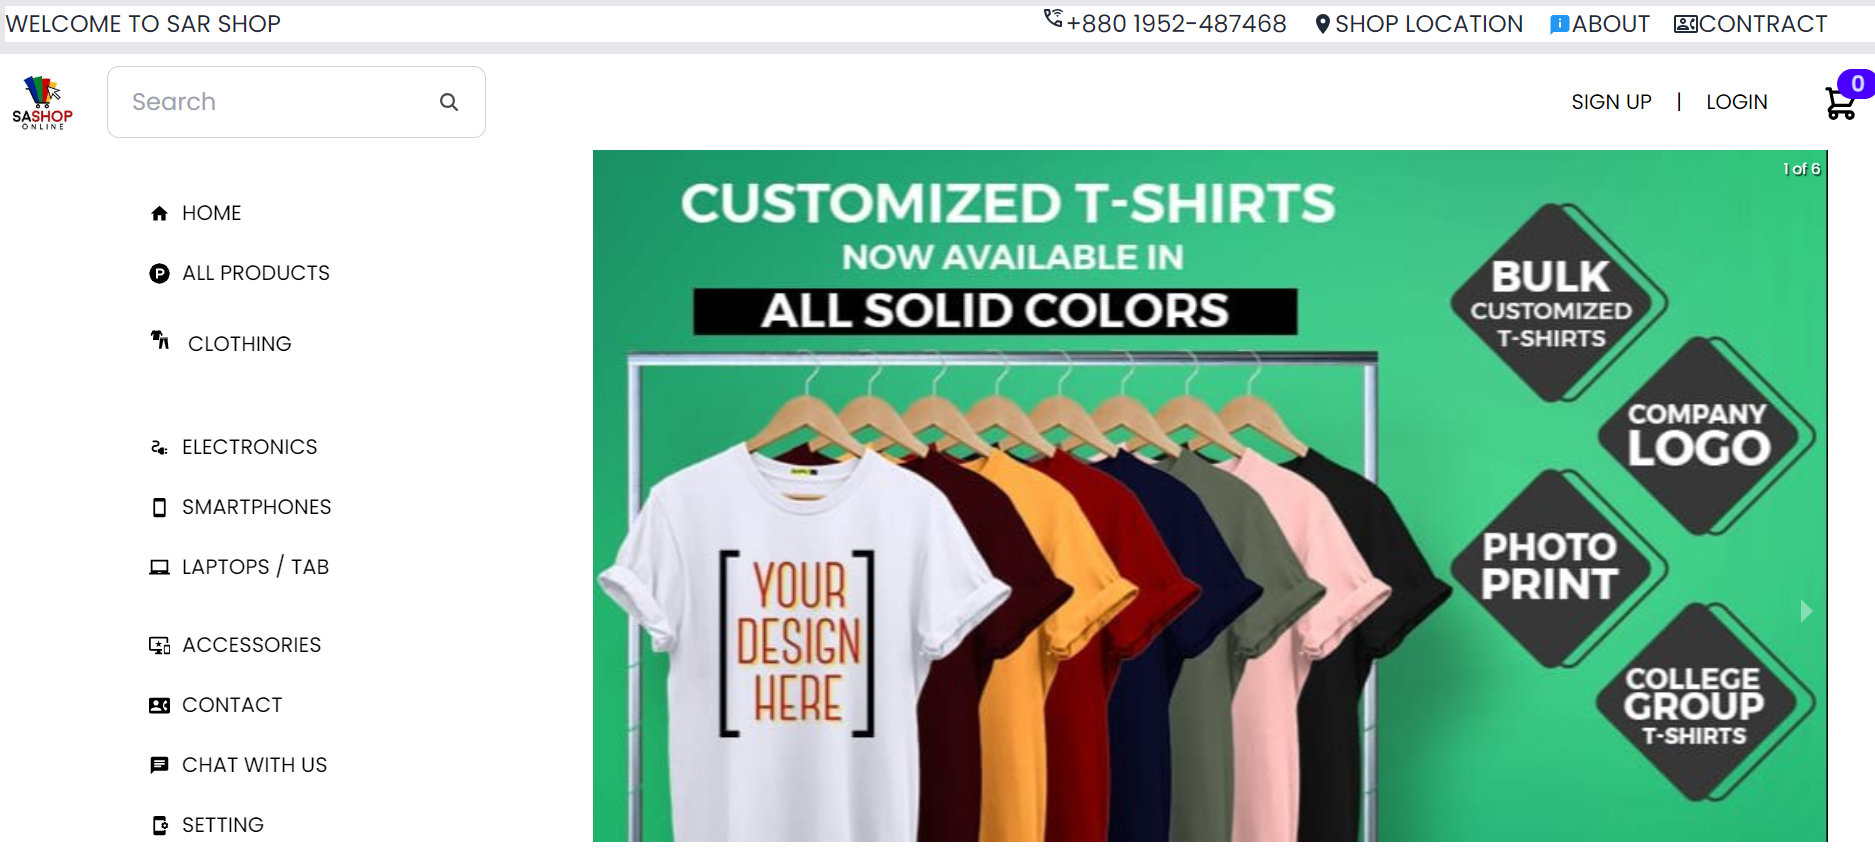 WELCOME TO SAR SHOP
+880 1952-487468 SHOP LOCATION ABOUT CONTRACT
SASHOP
ONLINE
Search
SIGN UP | LOGIN
0
HOME
ALL PRODUCTS
CLOTHING
ELECTRONICS
SMARTPHONES
LAPTOPS / TAB
ACCESSORIES
CONTACT
CHAT WITH US
SETTING
1 of 6
CUSTOMIZED T-SHIRTS
NOW AVAILABLE IN
ALL SOLID COLORS
BULK
CUSTOMIZED
T-SHIRTS
COMPANY
LOGO
PHOTO
PRINT
COLLEGE
GROUP
T-SHIRTS
YOUR
DESIGN
HERE